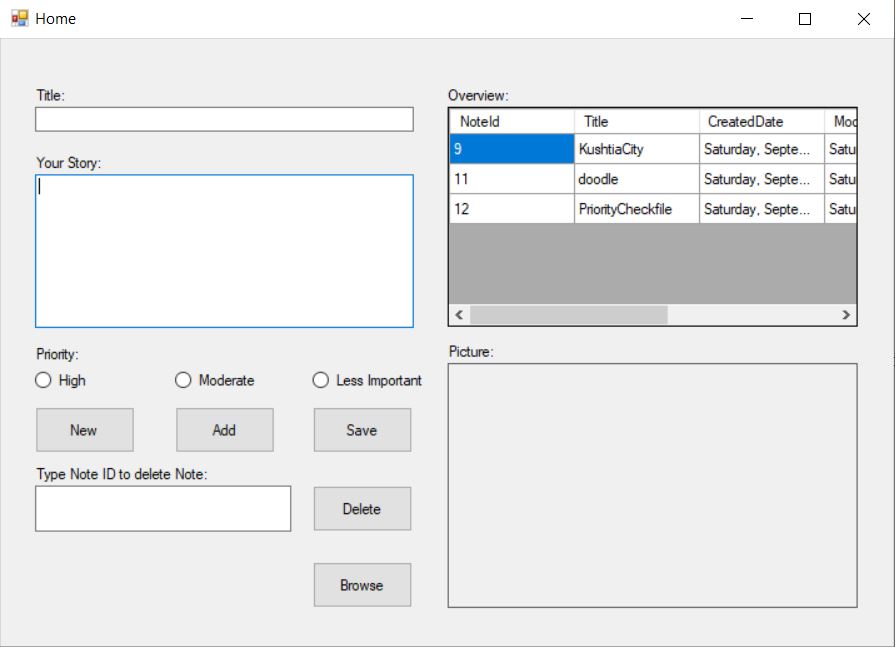 Home
Title:
Your Story:
Priority:
High Moderate Less Important
New Add Save
Type Note ID to delete Note:
Delete
Browse
Overview:
NoteId Title CreatedDate Moc
9 KushtiaCity Saturday, Septe... Satu
11 doodle Saturday, Septe... Satu
12 PriorityCheckfile Saturday, Septe... Satu
Picture: